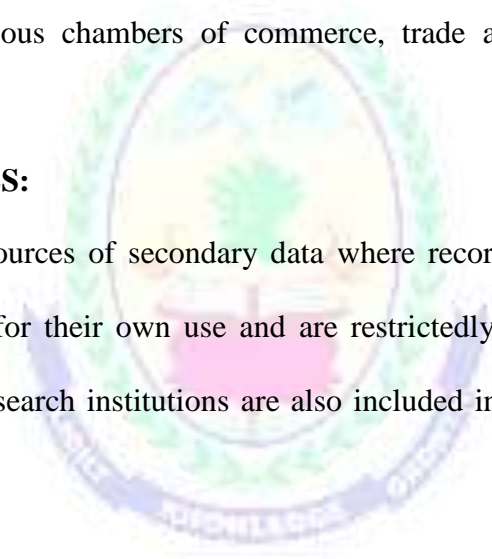 ous chambers of commerce, trade a
S:
ources of secondary data where recor
for their own use and are restrictedly
search institutions are also included in
KNOWLEDGE